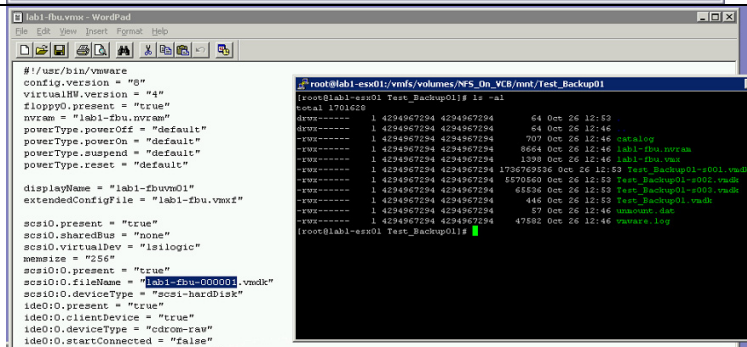 lab1-fbu.vmx - WordPad
File Edit View Insert Format Help
#!/usr/bin/vmware
config.version = "8"
virtualHW.version = "4"
floppy0.present = "true"
nvram = "lab1-fbu.nvram"
powerType.powerOff = "default"
powerType.powerOn = "default"
powerType.suspend = "default"
powerType.reset = "default"
displayName = "lab1-fbuvm01"
extendedConfigFile = "lab1-fbu.vmxf"
scsi0.present = "true"
scsi0.sharedBus = "none"
scsi0.virtualDev = "lsilogic"
memsize = "256"
scsi0:0.present = "true"
scsi0:0.fileName = "lab1-fbu-000001.vmdk"
scsi0:0.deviceType = "scsi-hardDisk"
ide0:0.present = "true"
ide0:0.clientDevice = "true"
ide0:0.deviceType = "cdrom-raw"
ide0:0.startConnected = "false"
root@lab1-esx01:/vmfs/volumes/NFS_On_VCB/mnt/Test_Backup01
[root@lab1-esx01 Test_Backup01]# ls -al
total 1701628
drwx------ 1 4294967294 4294967294 64 Oct 26 12:53
drwx------ 1 4294967294 4294967294 64 Oct 26 12:46
-rwx------ 1 4294967294 4294967294 707 Oct 26 12:46 catalog
-rwx------ 1 4294967294 4294967294 8664 Oct 26 12:46 lab1-fbu.nvram
-rwx------ 1 4294967294 4294967294 1398 Oct 26 12:46 lab1-fbu.vmx
-rwx------ 1 4294967294 4294967294 1736769536 Oct 26 12:53 Test_Backup01-s001.vmdk
-rwx------ 1 4294967294 4294967294 5570560 Oct 26 12:53 Test_Backup01-s002.vmdk
-rwx------ 1 4294967294 4294967294 65536 Oct 26 12:53 Test_Backup01-s003.vmdk
-rwx------ 1 4294967294 4294967294 446 Oct 26 12:53 Test_Backup01.vmdk
-rwx------ 1 4294967294 4294967294 57 Oct 26 12:46 unmount.dat
-rwx------ 1 4294967294 4294967294 47582 Oct 26 12:46 vmware.log
[root@lab1-esx01 Test_Backup01]#